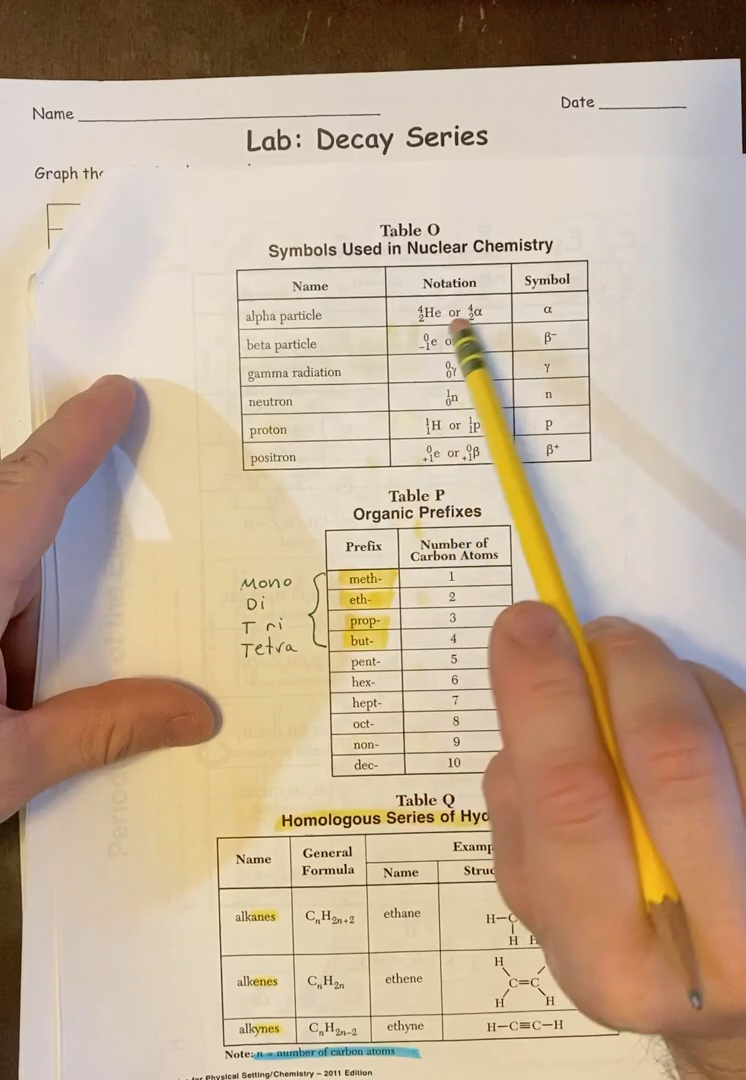 Name Date
Lab: Decay Series
Graph
Table O
Symbols Used in Nuclear Chemistry
Name Notation Symbol
alpha particle ⁴₂He or ⁴₂α α
beta particle ⁰₋₁e β⁻
gamma radiation ⁰₀γ γ
neutron ¹₀n n
proton ¹₁H or ¹₁p p
positron ⁰₊₁e or ⁰₊₁β β⁺
Table P
Organic Prefixes
Prefix Number of
Carbon Atoms
Mono meth- 1
Di eth- 2
Tri prop- 3
Tetra but- 4
pent- 5
hex- 6
hept- 7
oct- 8
non- 9
dec- 10
Table Q
Homologous Series of
Name General
Formula
Name
alkanes CₙH₂ₙ₊₂ ethane
H–C
H H
alkenes CₙH₂ₙ ethene
H
C=C
H H
alkynes CₙH₂ₙ₋₂ ethyne H–C≡C–H
Note: n = number of carbon atoms
for Physical Setting/Chemistry – 2011 Edition